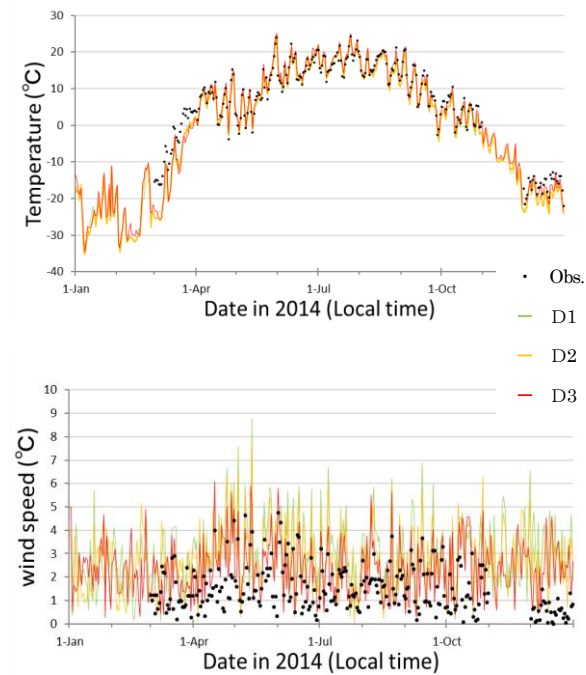 30
20
10
0
-10
-20
-30
-40
Temperature (°C)
1-Jan 1-Apr 1-Jul 1-Oct
Date in 2014 (Local time)
Obs.
D1
D2
D3
10
9
8
7
6
5
4
3
2
1
0
wind speed (°C)
1-Jan 1-Apr 1-Jul 1-Oct
Date in 2014 (Local time)